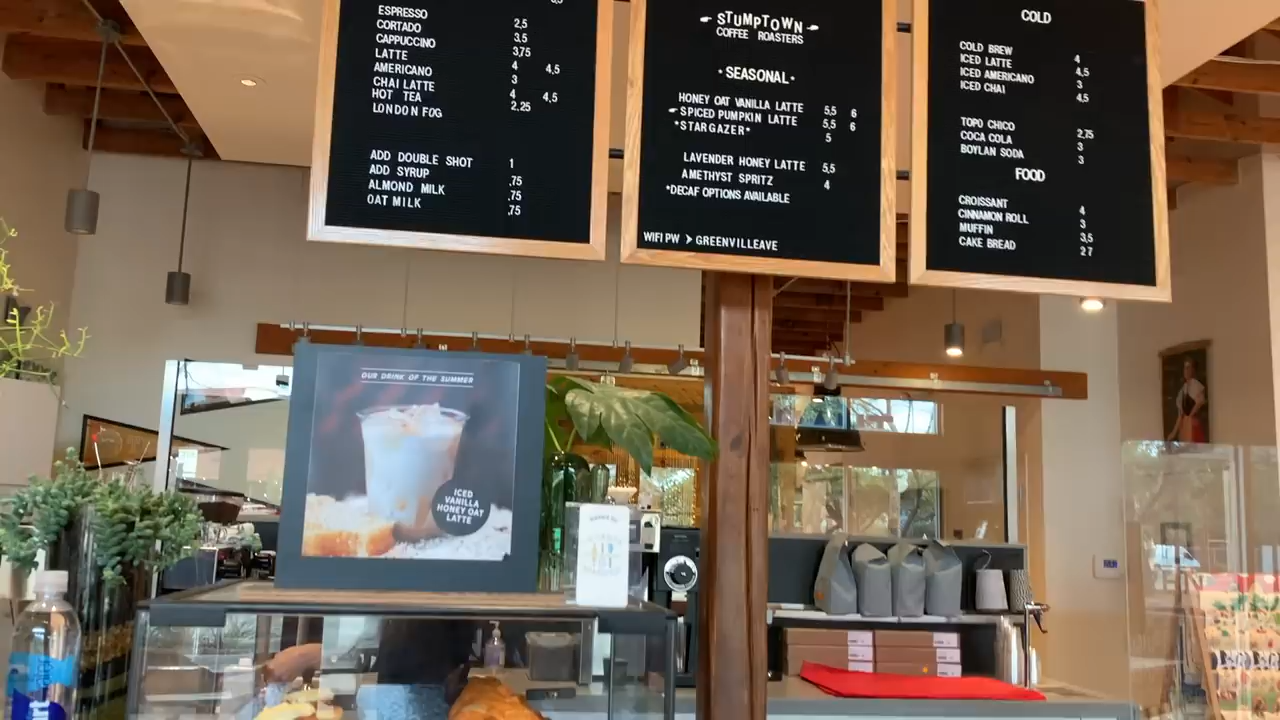 ESPRESSO 2,5
CORTADO 3.5
CAPPUCCINO 3,75
LATTE 4 4,5
AMERICANO 3
CHAI LATTE 4 4,5
HOT TEA 2,25
LONDON FOG
ADD DOUBLE SHOT 1
ADD SYRUP .75
ALMOND MILK .75
OAT MILK .75
STUMPTOWN
COFFEE ROASTERS
*SEASONAL*
HONEY OAT VANILLA LATTE 5,5 6
SPICED PUMPKIN LATTE 5,5 6
*STARGAZER* 5
LAVENDER HONEY LATTE 5,5
AMETHYST SPRITZ 4
*DECAF OPTIONS AVAILABLE
WIFI PW > GREENVILLEAVE
COLD
COLD BREW 4
ICED LATTE 4,5
ICED AMERICANO 3
ICED CHAI 4,5
TOPO CHICO 2,75
COCA COLA 3
BOYLAN SODA 3
FOOD
CROISSANT 4
CINNAMON ROLL 3
MUFFIN 3,5
CAKE BREAD 2 7
OUR DRINK OF THE SUMMER
ICED
VANILLA
HONEY OAT
LATTE